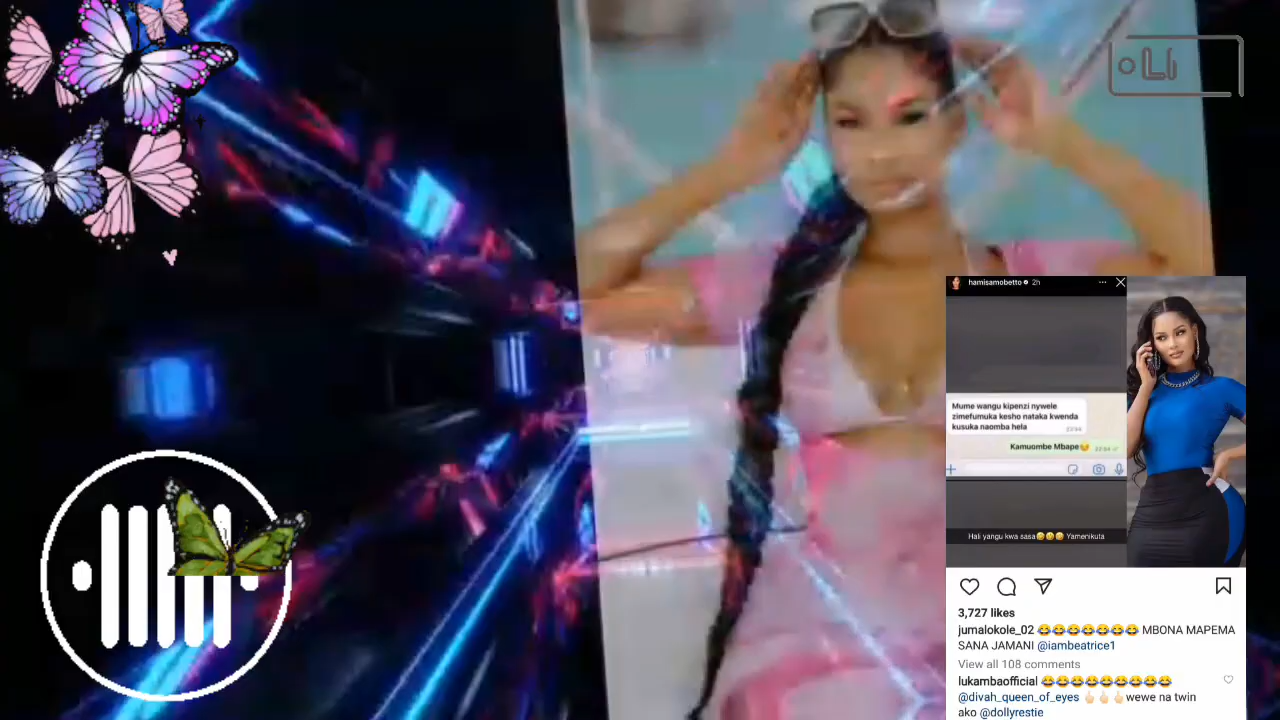 hamisamobetto 2h
Mume wangu kipenzi nywele
zimefumuka kesho nataka kwenda
kusuka naomba hela
Kamuombe Mbape😏
Hali yangu kwa sasa🤣🤣🤣 Yamenikuta
3,727 likes
jumalokole_02 😂😂😂😂😂😂😂 MBONA MAPEMA
SANA JAMANI @iambeatrice1
View all 108 comments
lukambaofficial 😂😂😂😂😂😂😂😂😂
@divah_queen_of_eyes 👆🏻👆🏻👆🏻wewe na twin
ako @dollyrestie